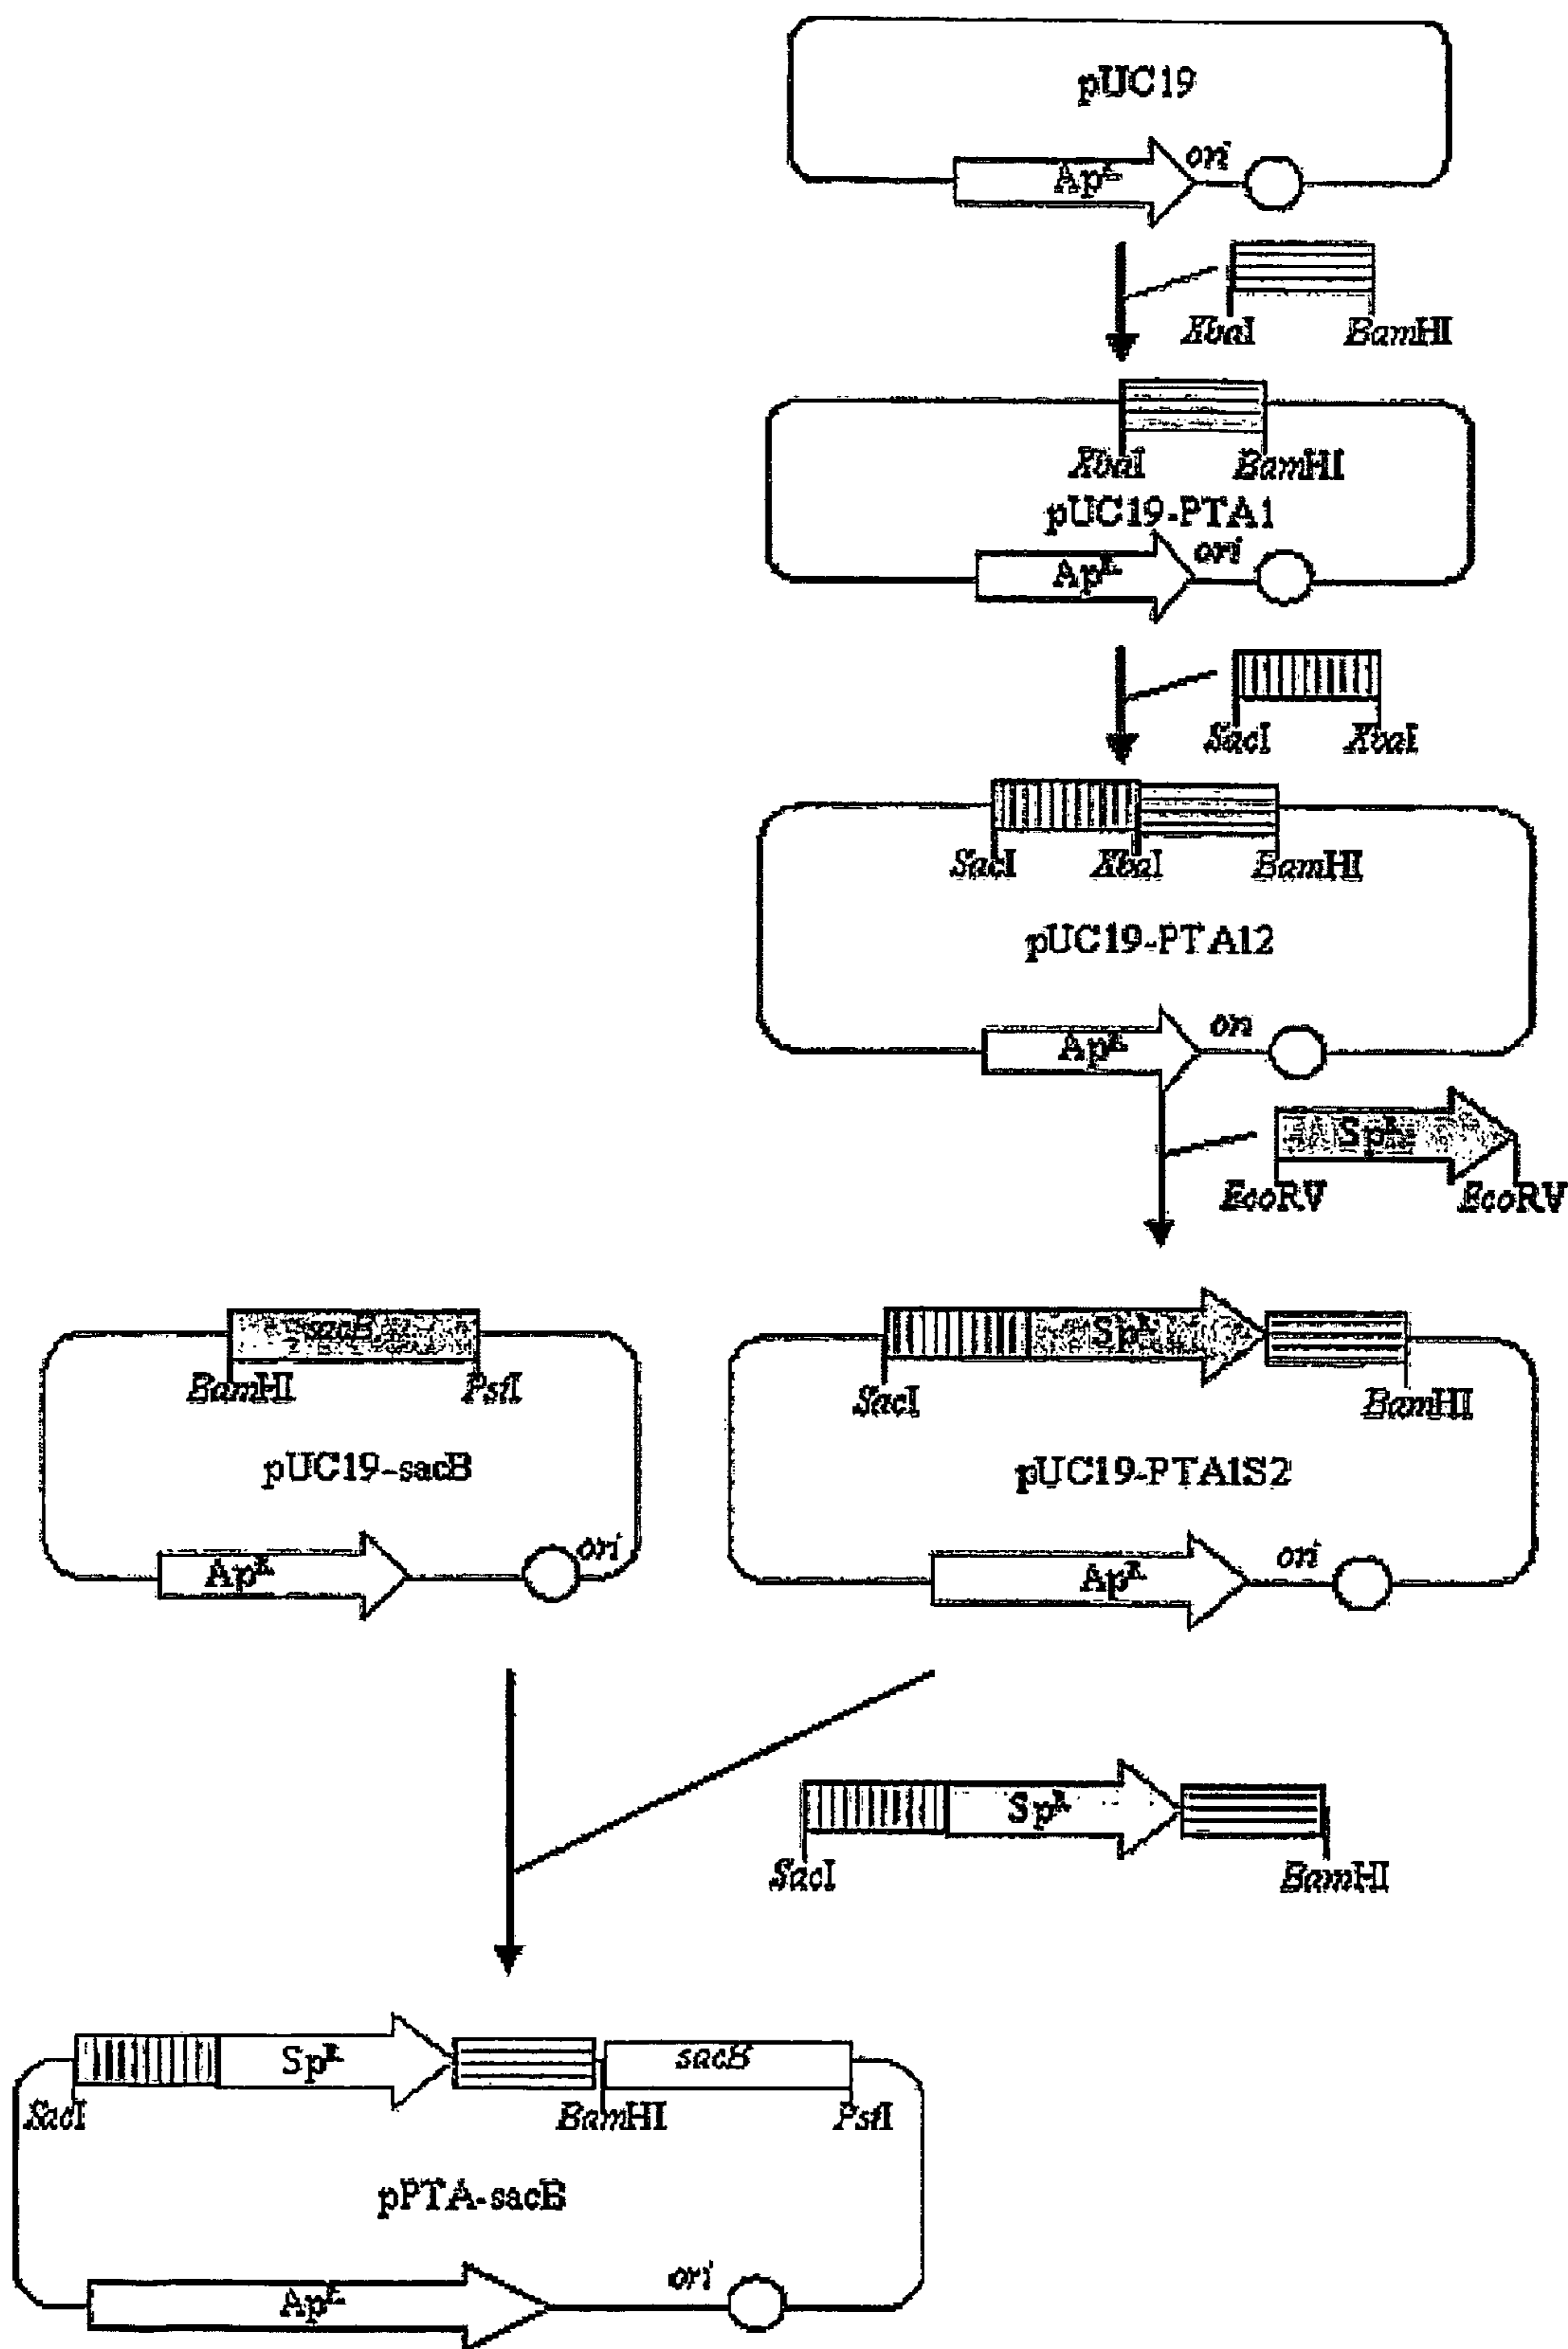 pUC19
Ap^R ori
XbaI BamHI
XbaI BamHI
pUC19-PTA1
Ap^R ori
SacI XbaI
SacI XbaI BamHI
pUC19-PTA12
Ap^R ori
Sp^R
EcoRV EcoRV
sacB Sp^R
BamHI PstI SacI BamHI
pUC19-sacB pUC19-PTA1S2
Ap^R ori Ap^R ori
Sp^R
SacI BamHI
Sp^R sacB
SacI BamHI PstI
pPTA-sacB
Ap^R ori